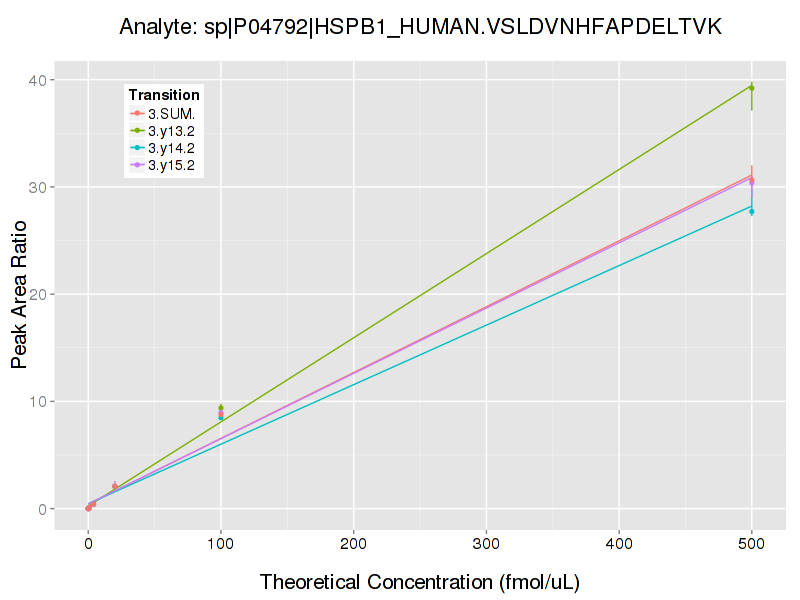 Analyte: sp|P04792|HSPB1_HUMAN.VSLDVNHFAPDELTVK
Transition
3.SUM.
3.y13.2
3.y14.2
3.y15.2
40
30
20
10
0
Peak Area Ratio
0 100 200 300 400 500
Theoretical Concentration (fmol/uL)